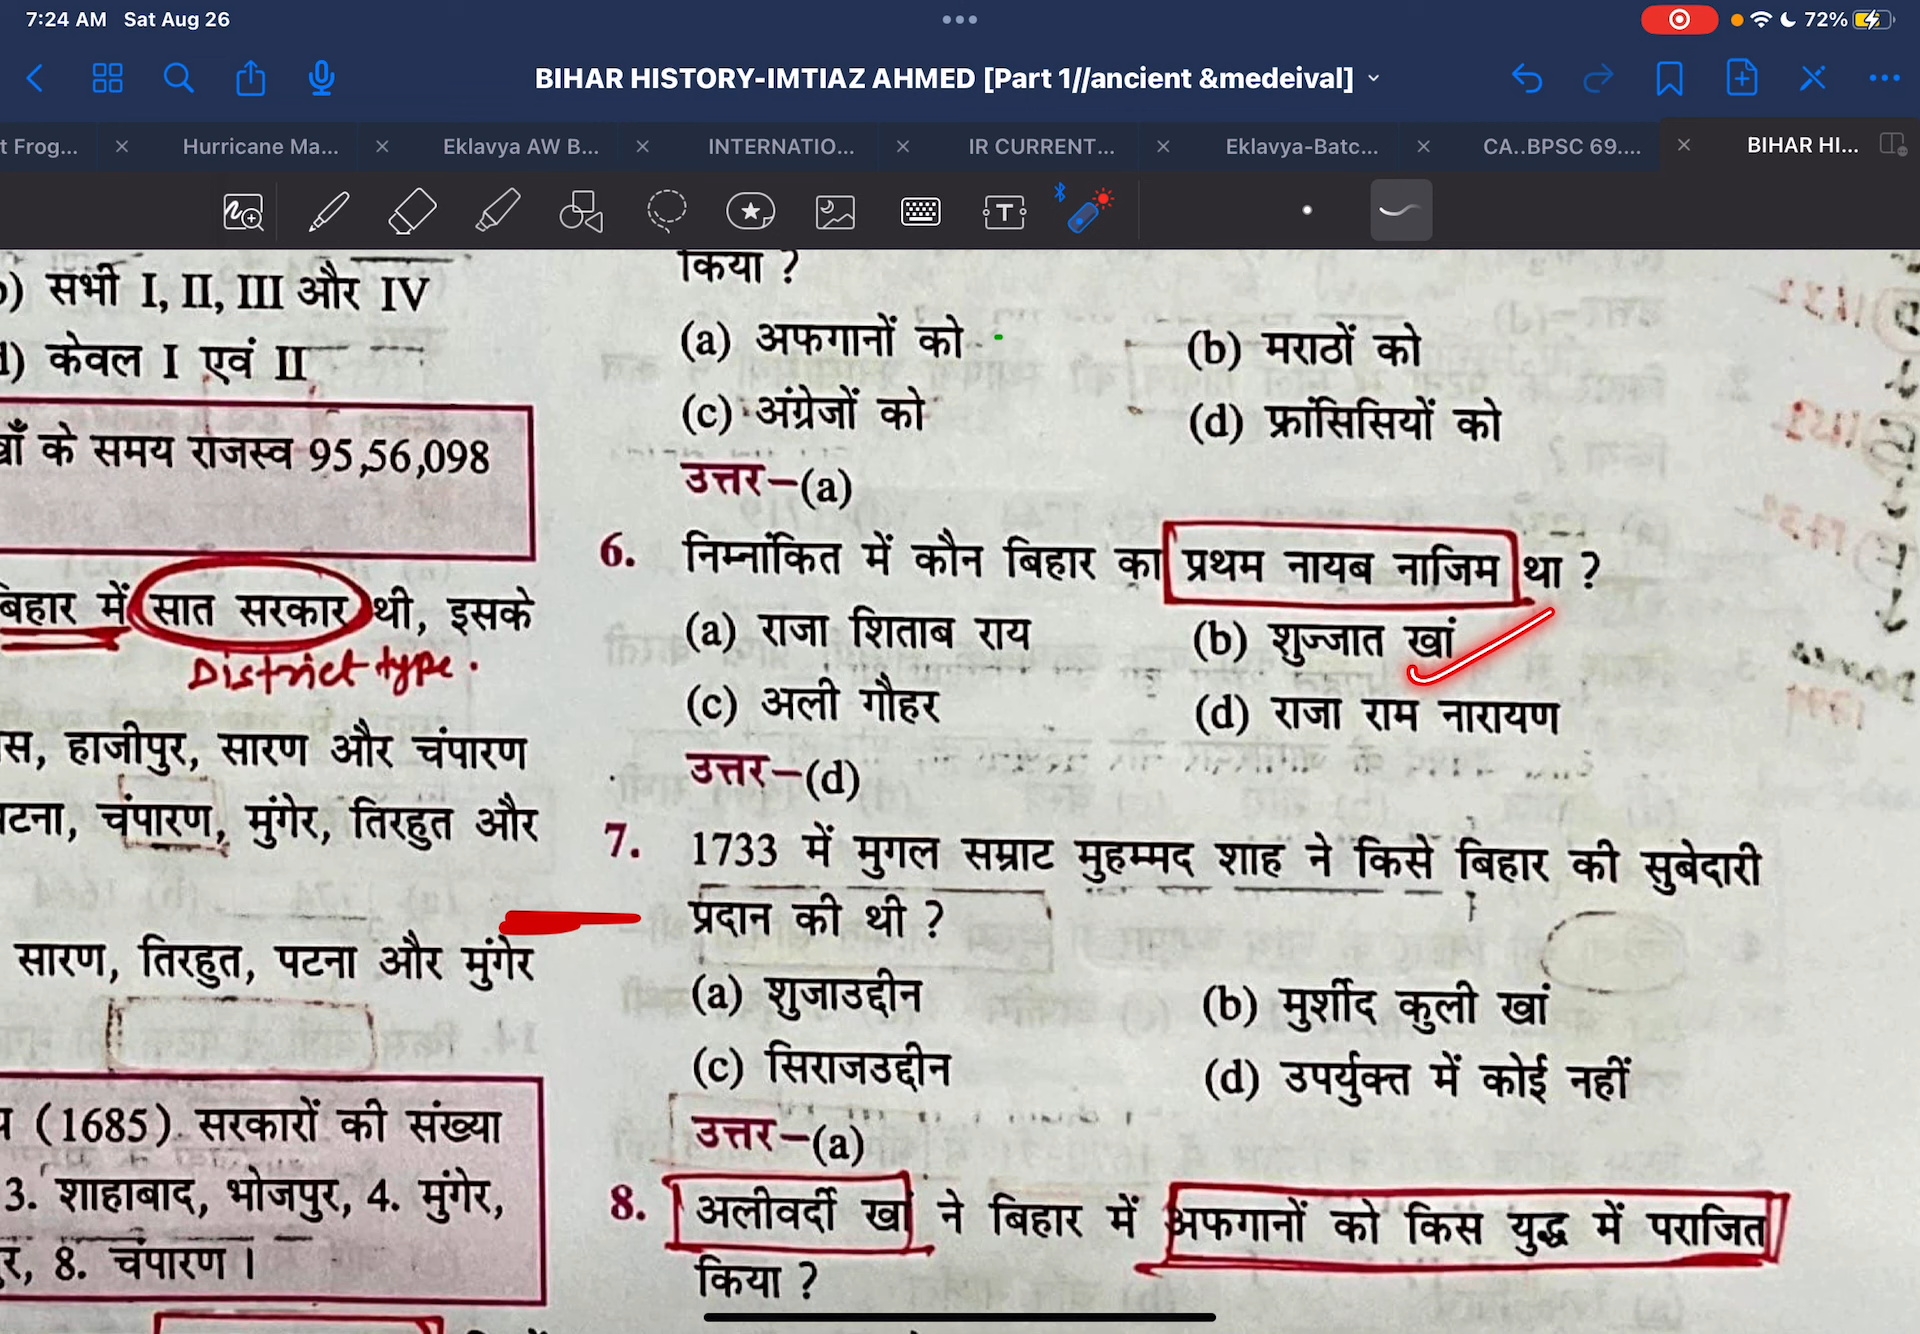 7:24 AM Sat Aug 26
72%
BIHAR HISTORY-IMTIAZ AHMED [Part 1//ancient &medeival]
t Frog...
Hurricane Ma...
Eklavya AW B...
INTERNATIO...
IR CURRENT...
Eklavya-Batc...
CA..BPSC 69....
BIHAR HI...
) सभी I, II, III और IV
) केवल I एवं II
के समय राजस्व 95,56,098
बिहार में सात सरकार थी, इसके
District type.
हाजीपुर, सारण और चंपारण
चंपारण, मुंगेर, तिरहुत और
सारण, तिरहुत, पटना और मुंगेर
(1685) सरकारों की संख्या
3. शाहाबाद, भोजपुर, 4. मुंगेर,
8. चंपारण।
किया ?
(a) अफगानों को (b) मराठों को
(c) अंग्रेजों को (d) फ्रांसिसियों को
उत्तर–(a)
6. निम्नांकित में कौन बिहार का प्रथम नायब नाजिम था ?
(a) राजा शिताब राय (b) शुज्जात खां
(c) अली गौहर (d) राजा राम नारायण
उत्तर–(d)
7. 1733 में मुगल सम्राट मुहम्मद शाह ने किसे बिहार की सुबेदारी
प्रदान की थी ?
(a) शुजाउद्दीन (b) मुर्शीद कुली खां
(c) सिराजउद्दीन (d) उपर्युक्त में कोई नहीं
उत्तर–(a)
8. अलीवर्दी खां ने बिहार में अफगानों को किस युद्ध में पराजित
किया ?